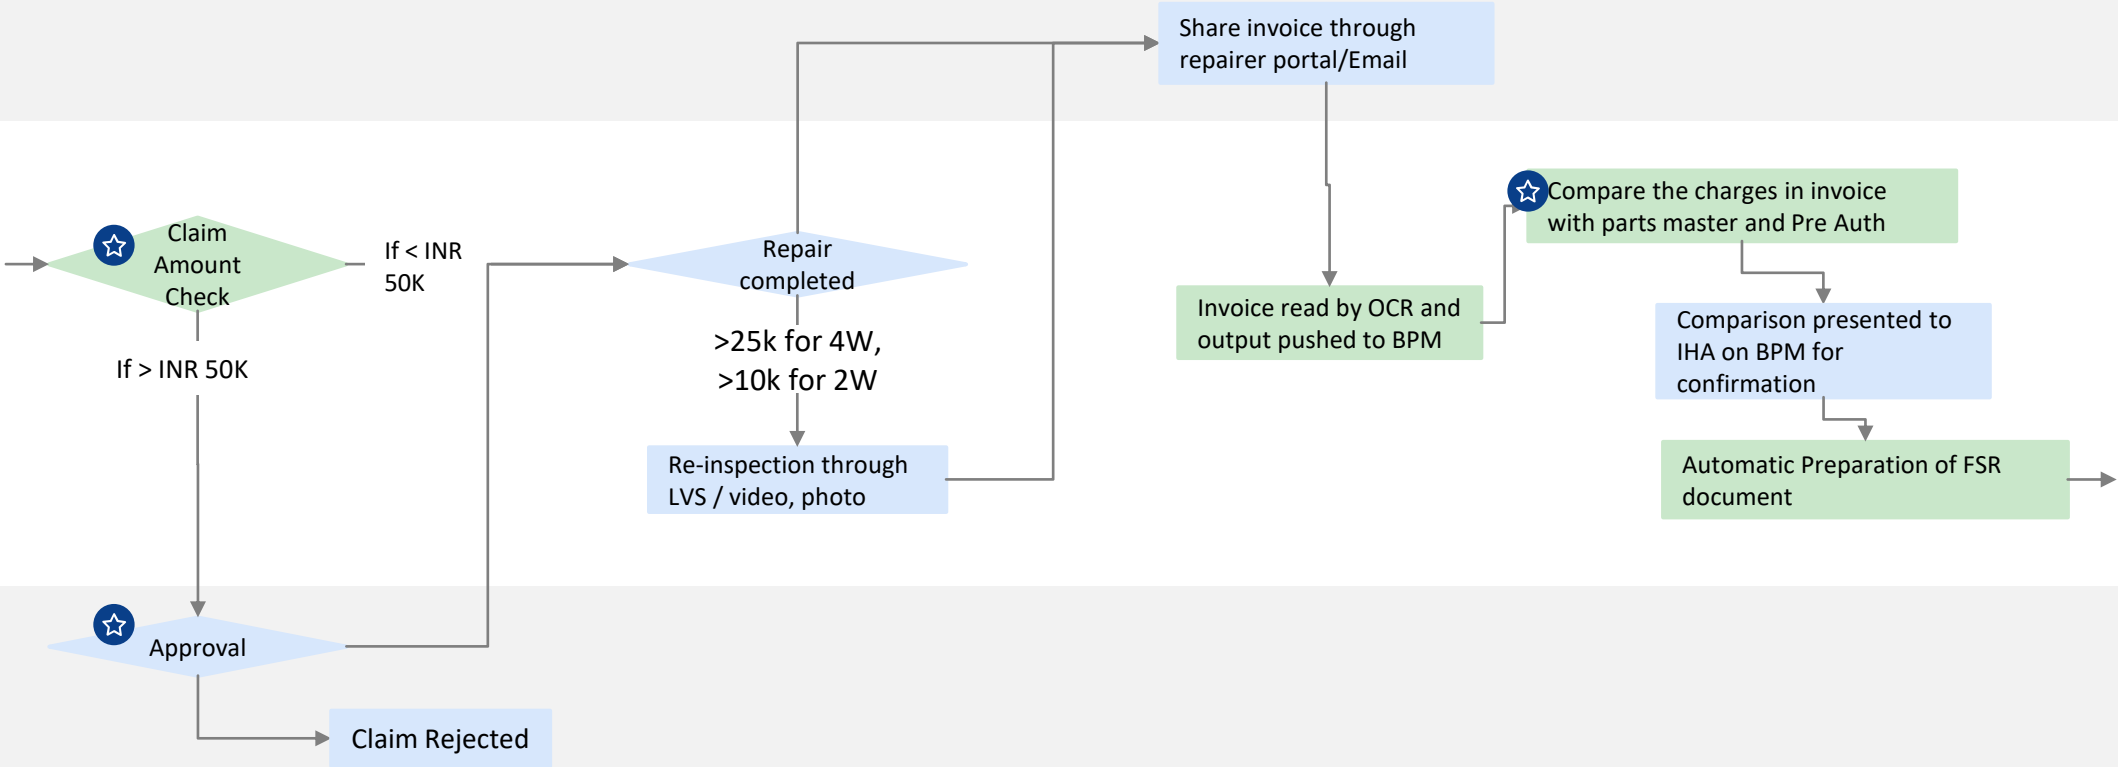 Share invoice through
repairer portal/Email
Compare the charges in invoice
with parts master and Pre Auth
Claim
Amount
Check
If < INR
50K
Repair
completed
Invoice read by OCR and
output pushed to BPM
>25k for 4W,
>10k for 2W
Comparison presented to
IHA on BPM for
confirmation
If > INR 50K
Re-inspection through
LVS / video, photo
Automatic Preparation of FSR
document
Approval
Claim Rejected